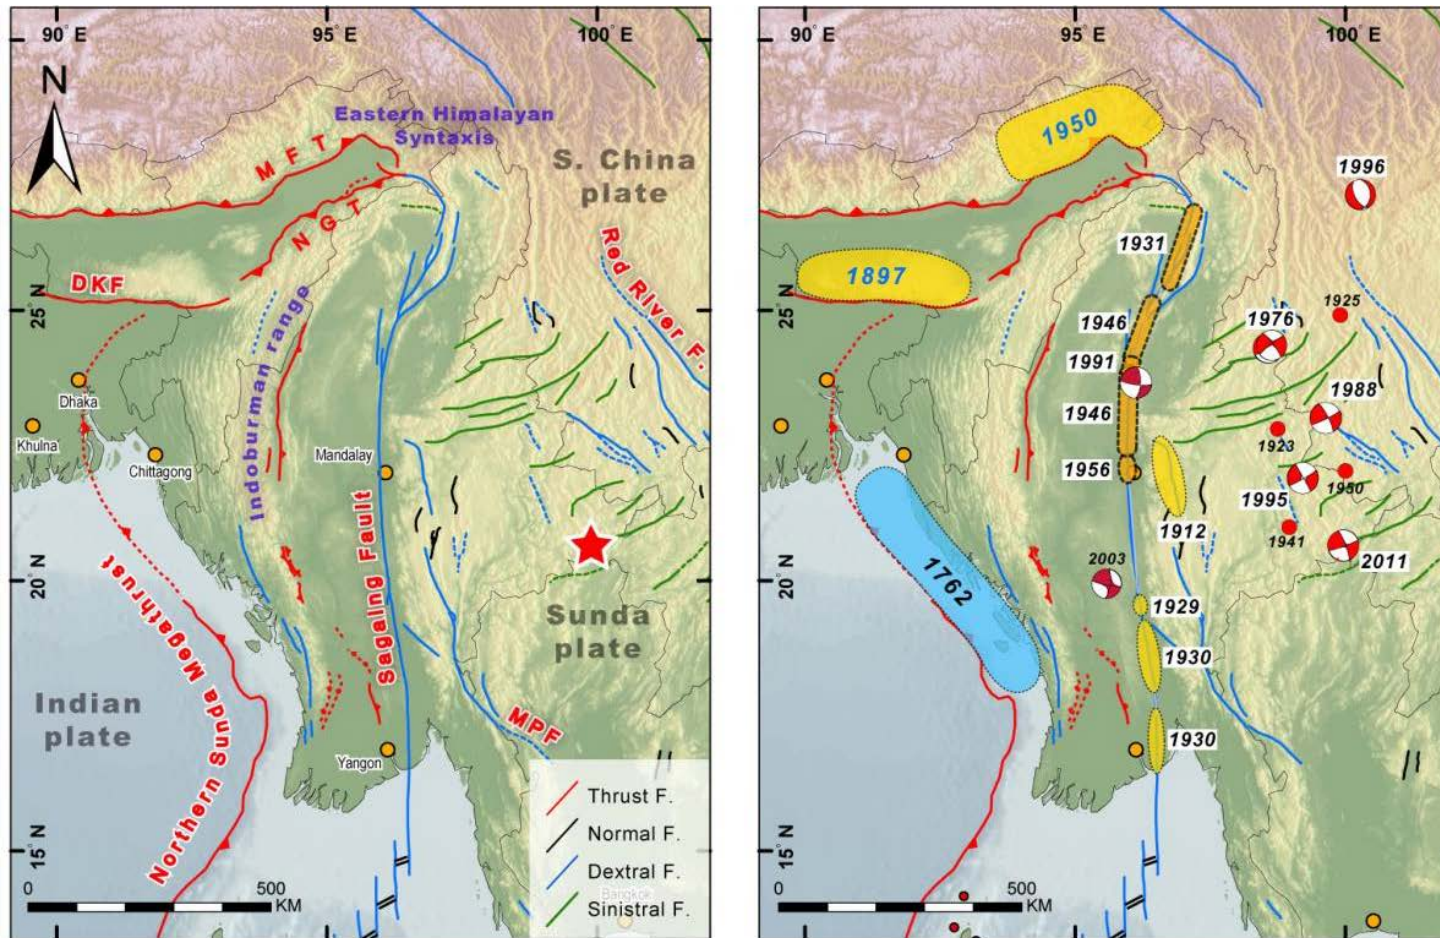 90°E
95°E
100°E
N
Eastern Himalayan
Syntaxis
S. China
plate
MFT
NGT
DKF
Red River F.
25°N
Indoburman range
Dhaka
Khulna
Chittagong
Mandalay
Sagaing Fault
20°N
Sunda
plate
Indian
plate
Northern Sunda Megathrust
MPF
Yangon
15°N
Thrust F.
Normal F.
Dextral F.
Sinistral F.
Bangkok
0
500
KM
90°E
95°E
100°E
1950
1996
1931
1897
25°N
1925
1946
1976
1991
1988
1946
1923
1956
1950
1995
1912
1941
2011
2003
20°N
1762
1929
1930
1930
15°N
0
500
KM